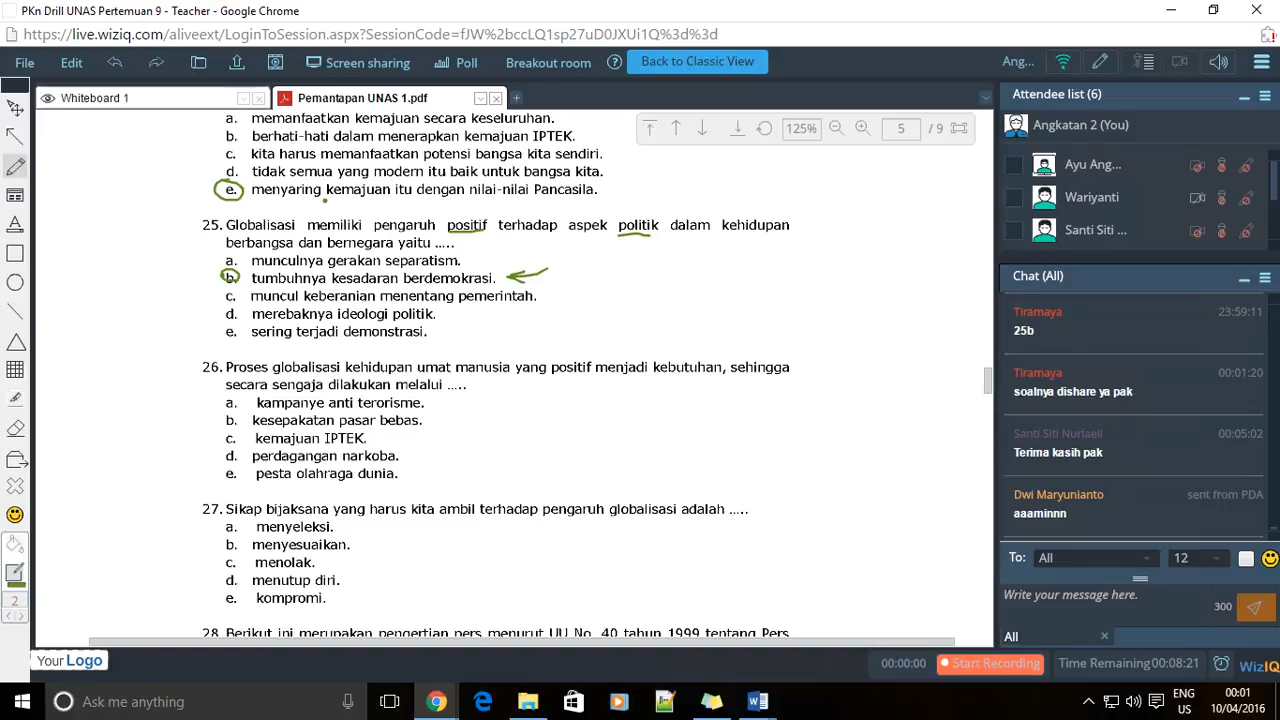 PKn Drill UNAS Pertemuan 9 - Teacher - Google Chrome
https://live.wiziq.com/aliveext/LoginToSession.aspx?SessionCode=fJW%2bccLQ1sp27uD0JXUi1Q%3d%3d
File Edit Screen sharing Poll Breakout room ? Back to Classic View Ang...
Whiteboard 1 Pemantapan UNAS 1.pdf
125% 5 / 9
a. memanfaatkan kemajuan secara keseluruhan.
b. berhati-hati dalam menerapkan kemajuan IPTEK.
c. kita harus memanfaatkan potensi bangsa kita sendiri.
d. tidak semua yang modern itu baik untuk bangsa kita.
e. menyaring kemajuan itu dengan nilai-nilai Pancasila.
25. Globalisasi memiliki pengaruh positif terhadap aspek politik dalam kehidupan
berbangsa dan bernegara yaitu .....
a. munculnya gerakan separatism.
b. tumbuhnya kesadaran berdemokrasi.
c. muncul keberanian menentang pemerintah.
d. merebaknya ideologi politik.
e. sering terjadi demonstrasi.
26. Proses globalisasi kehidupan umat manusia yang positif menjadi kebutuhan, sehingga
secara sengaja dilakukan melalui .....
a. kampanye anti terorisme.
b. kesepakatan pasar bebas.
c. kemajuan IPTEK.
d. perdagangan narkoba.
e. pesta olahraga dunia.
27. Sikap bijaksana yang harus kita ambil terhadap pengaruh globalisasi adalah .....
a. menyeleksi.
b. menyesuaikan.
c. menolak.
d. menutup diri.
e. kompromi.
28. Berikut ini merupakan pengertian pers menurut UU No. 40 tahun 1999 tentang Pers
2
Your Logo
Attendee list (6)
Angkatan 2 (You)
Ayu Ang...
Wariyanti
Santi Siti ...
Chat (All)
Tiramaya 23:59:11
25b
Tiramaya 00:01:20
soalnya dishare ya pak
Santi Siti Nurlaeli 00:05:02
Terima kasih pak
Dwi Maryunianto sent from PDA
aaaminnn
To: All 12
Write your message here.
300
All
00:00:00 Start Recording Time Remaining 00:08:21 WizIQ
Ask me anything
ENG
US
00:01
10/04/2016